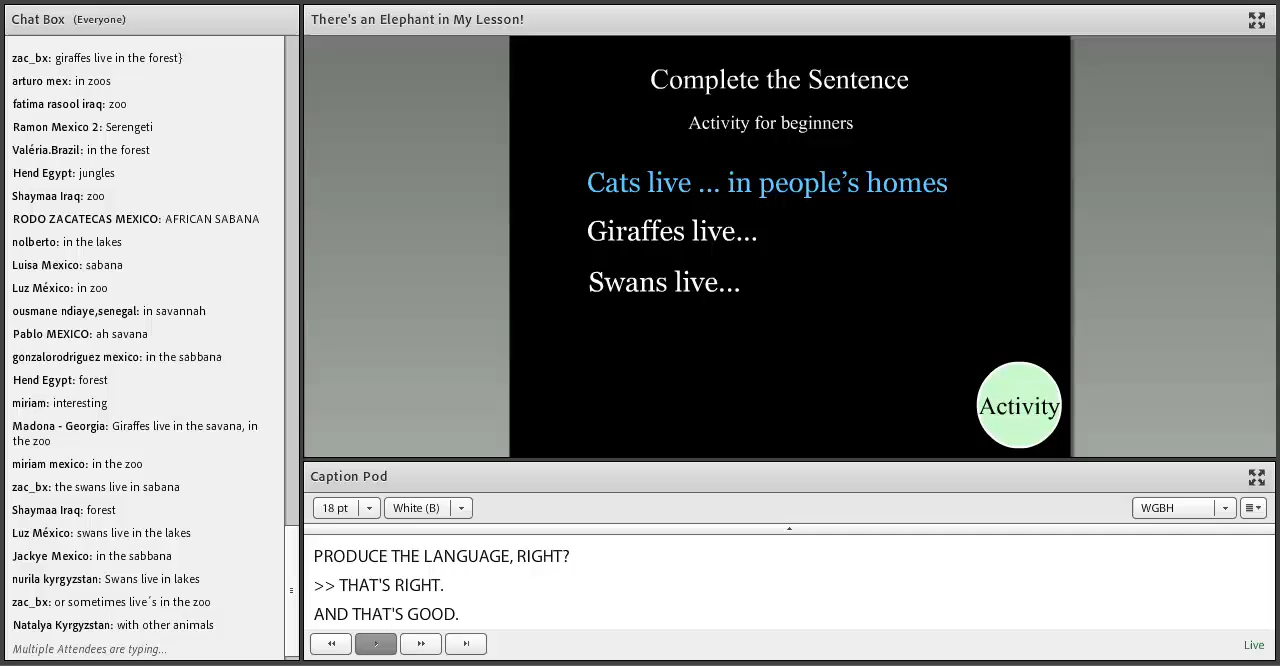 Chat Box (Everyone)
zac_bx: giraffes live in the forest}
arturo mex: in zoos
fatima rasool iraq: zoo
Ramon Mexico 2: Serengeti
Valéria.Brazil: in the forest
Hend Egypt: jungles
Shaymaa Iraq: zoo
RODO ZACATECAS MEXICO: AFRICAN SABANA
nolberto: in the lakes
Luisa Mexico: sabana
Luz México: in zoo
ousmane ndiaye,senegal: in savannah
Pablo MEXICO: ah savana
gonzalorodriguez mexico: in the sabbana
Hend Egypt: forest
miriam: interesting
Madona - Georgia: Giraffes live in the savana, in
the zoo
miriam mexico: in the zoo
zac_bx: the swans live in sabana
Shaymaa Iraq: forest
Luz México: swans live in the lakes
Jackye Mexico: in the sabbana
nurila kyrgyzstan: Swans live in lakes
zac_bx: or sometimes live´s in the zoo
Natalya Kyrgyzstan: with other animals
Multiple Attendees are typing...
There's an Elephant in My Lesson!
Complete the Sentence
Activity for beginners
Cats live ... in people’s homes
Giraffes live...
Swans live...
Activity
Caption Pod
18 pt
White (B)
WGBH
PRODUCE THE LANGUAGE, RIGHT?
>> THAT'S RIGHT.
AND THAT'S GOOD.
Live